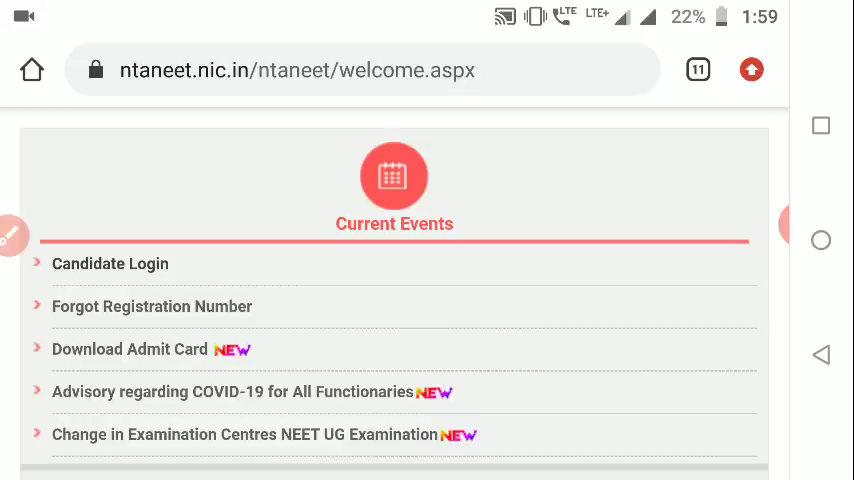 LTE LTE+ 22% 1:59
ntaneet.nic.in/ntaneet/welcome.aspx 11
Current Events
Candidate Login
Forgot Registration Number
Download Admit Card NEW
Advisory regarding COVID-19 for All Functionaries NEW
Change in Examination Centres NEET UG Examination NEW